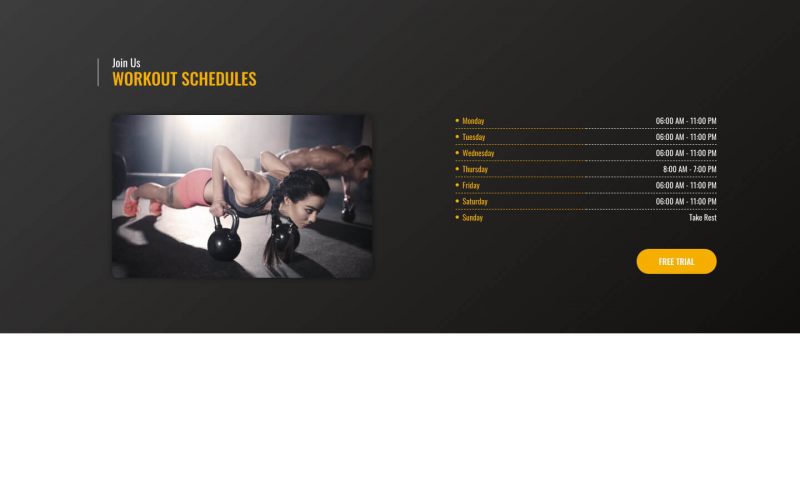 Join Us
WORKOUT SCHEDULES
Monday 06:00 AM - 11:00 PM
Tuesday 06:00 AM - 11:00 PM
Wednesday 06:00 AM - 11:00 PM
Thursday 8:00 AM - 7:00 PM
Friday 06:00 AM - 11:00 PM
Saturday 06:00 AM - 11:00 PM
Sunday Take Rest
FREE TRIAL